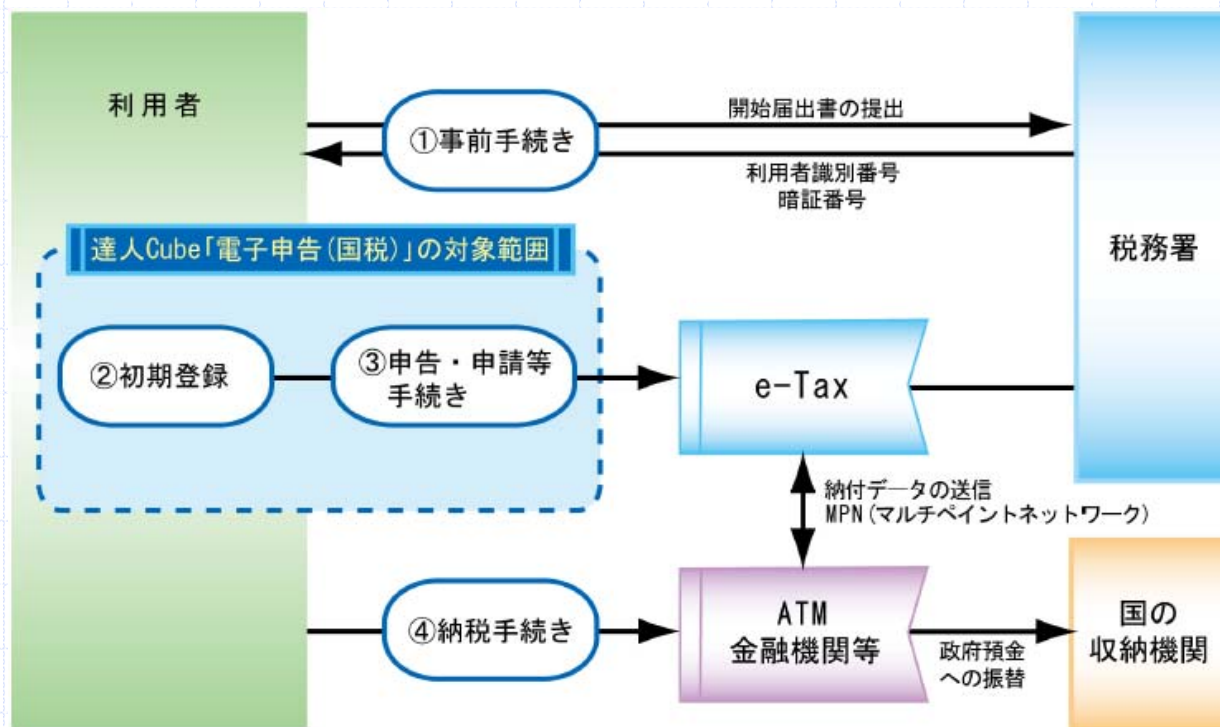 利用者
①事前手続き
開始届出書の提出
利用者識別番号
暗証番号
税務署
達人Cube「電子申告(国税)」の対象範囲
②初期登録
③申告・申請等
手続き
e-Tax
納付データの送信
MPN(マルチペイントネットワーク)
④納税手続き
ATM
金融機関等
政府預金
への振替
国の
収納機関